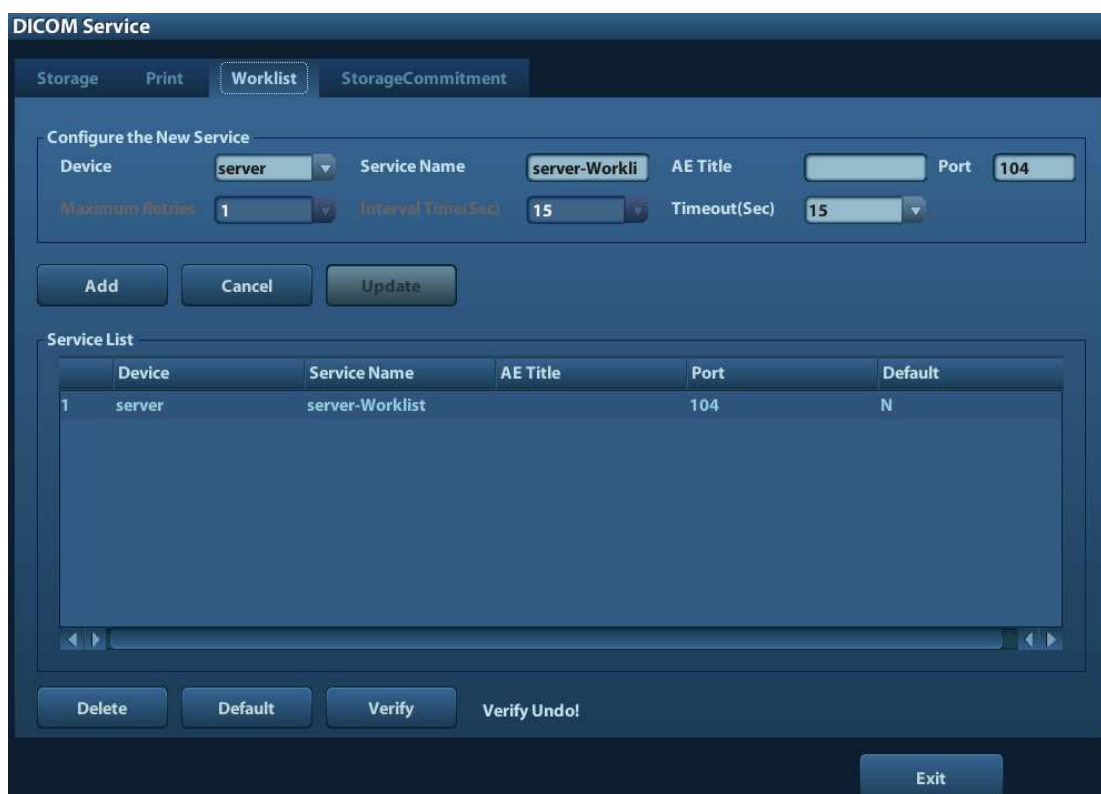 DICOM Service
Storage Print Worklist StorageCommitment
Configure the New Service
Device server Service Name server-Workli AE Title Port 104
Maximum Retries 1 Interval Time(Sec) 15 Timeout(Sec) 15
Add Cancel Update
Service List
Device Service Name AE Title Port Default
1 server server-Worklist 104 N
Delete Default Verify Verify Undo!
Exit